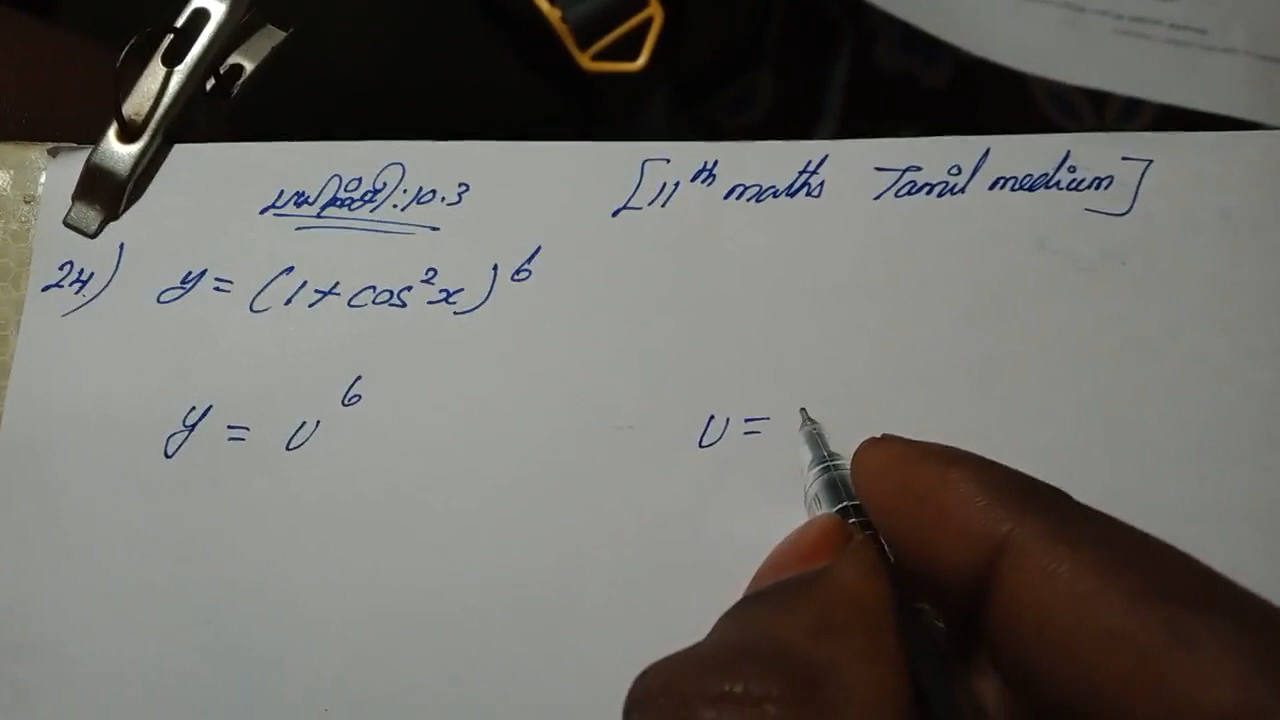 பயிற்சி: 10.3 [11th maths Tamil medium]
24.) y = (1 + cos²x)⁶
y = u⁶ u =